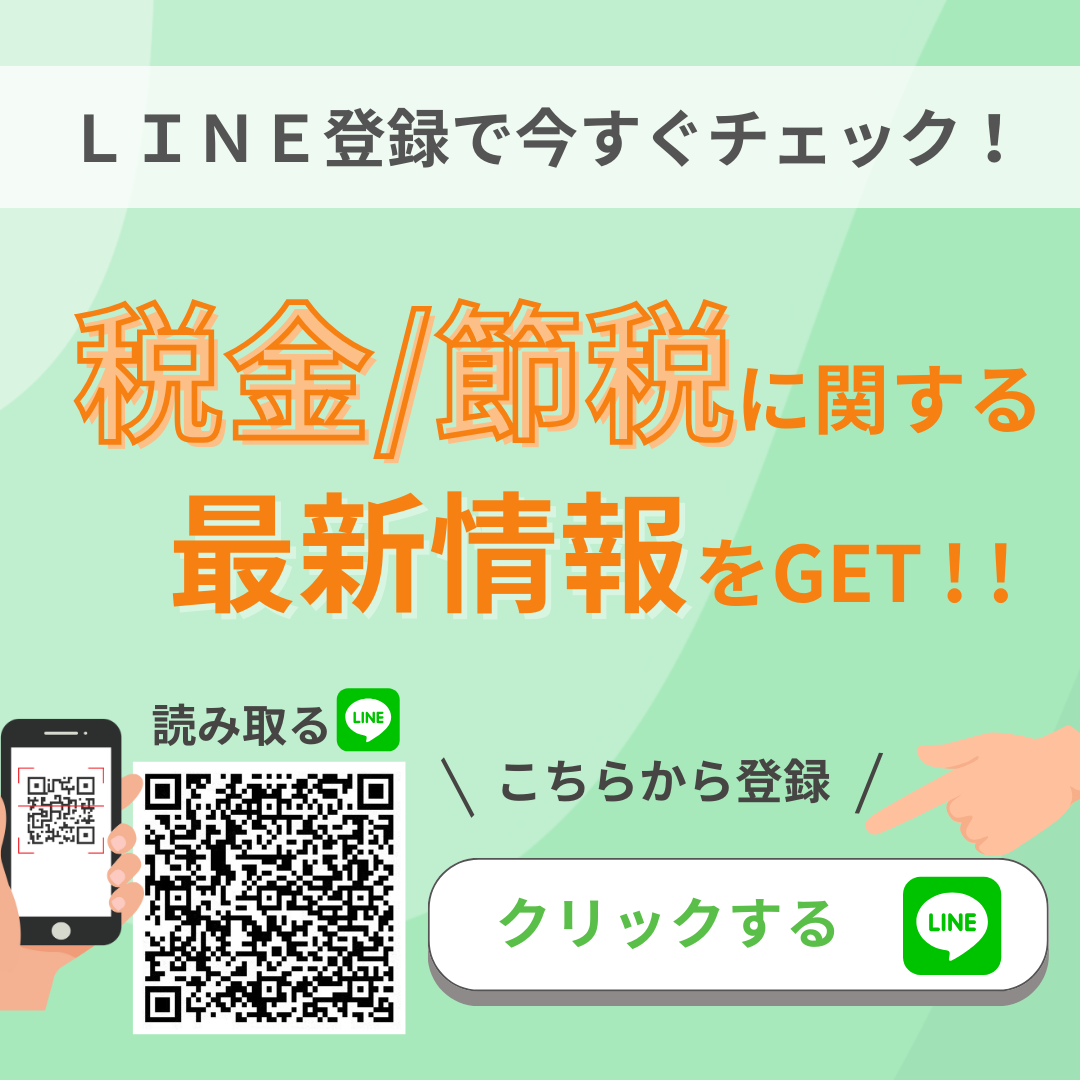 ＬＩＮＥ登録で今すぐチェック！
税金/節税に関する
最新情報をGET！！
読み取る LINE
こちらから登録
クリックする LINE